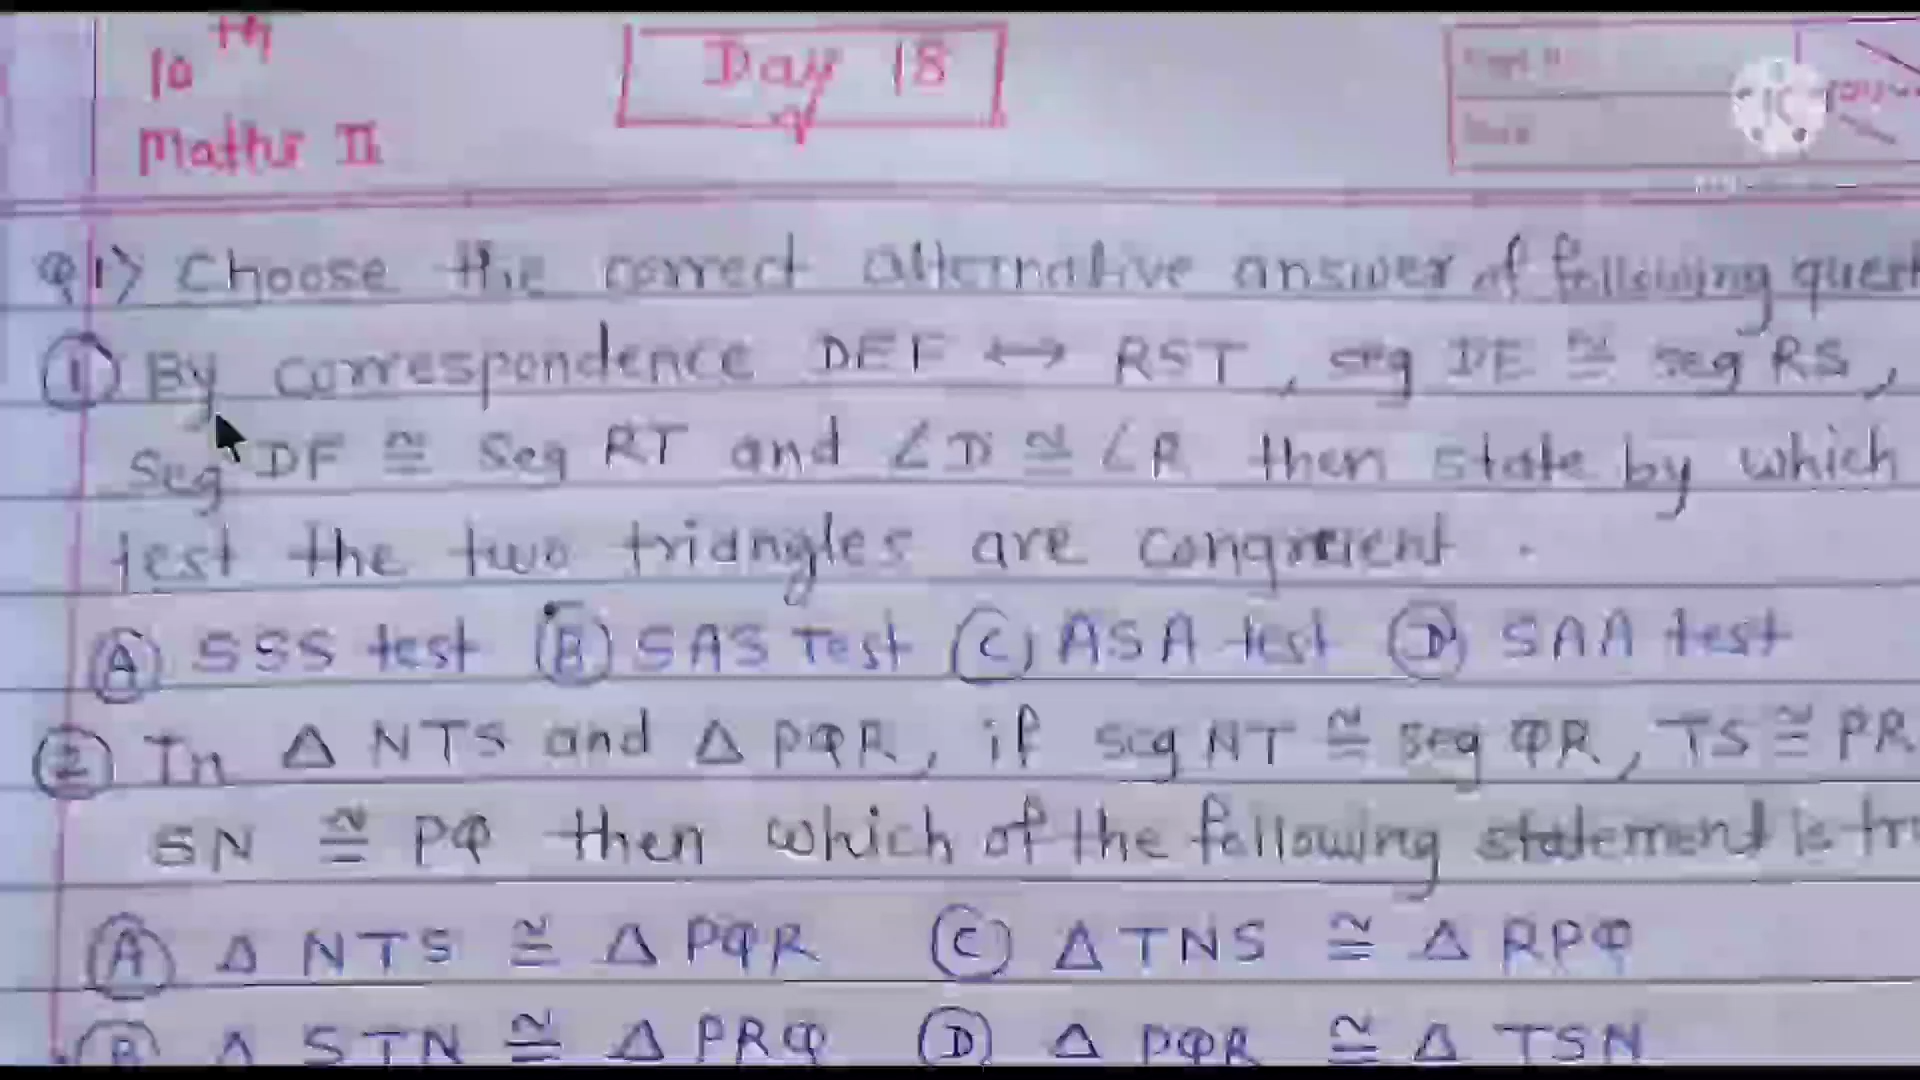 10th
Maths II
Day 18
Q1> Choose the correct alternative answer of following quest
① By correspondence DEF ↔ RST, seg DE ≅ seg RS,
seg DF ≅ seg RT and ∠D ≅ ∠R then state by which
test the two triangles are congruent.
Ⓐ SSS test Ⓑ SAS Test Ⓒ ASA test Ⓓ SAA test
② In Δ NTS and Δ PQR, if seg NT ≅ seg QR, TS ≅ PR
SN ≅ PQ then which of the following statement is tr
Ⓐ Δ NTS ≅ Δ PQR Ⓒ Δ TNS ≅ Δ RPQ
Ⓑ Δ STN ≅ Δ PRQ Ⓓ Δ PQR ≅ Δ TSN